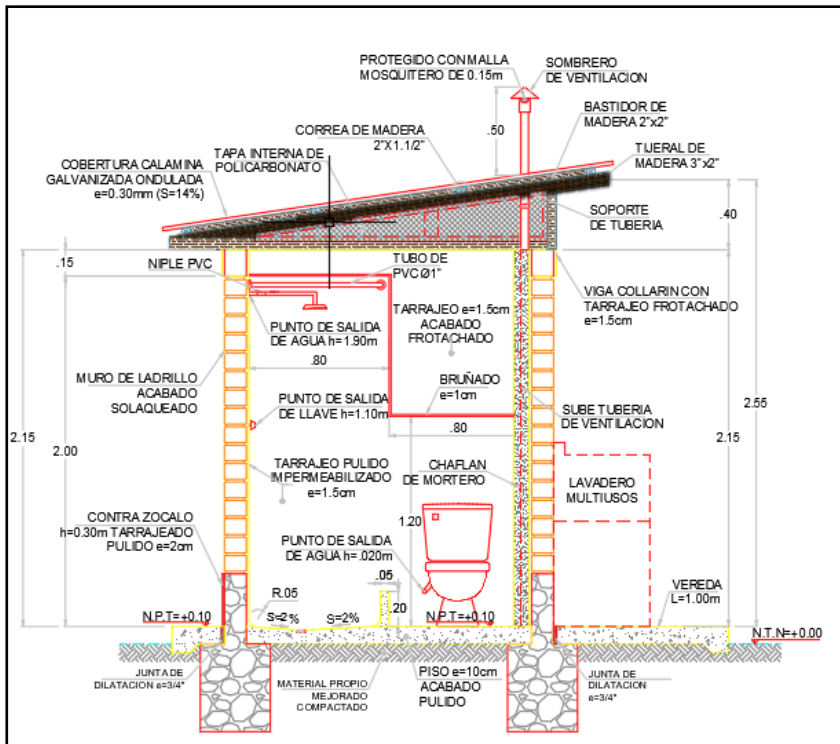 PROTEGIDO CON MALLA
MOSQUITERO DE 0.15m
SOMBRERO
DE VENTILACION
.50
BASTIDOR DE
MADERA 2"x2"
CORREA DE MADERA
2"X1.1/2"
TIJERAL DE
MADERA 3"x2"
TAPA INTERNA DE
POLICARBONATO
COBERTURA CALAMINA
GALVANIZADA ONDULADA
e=0.30mm (S=14%)
SOPORTE
DE TUBERIA
.40
.15
NIPLE PVC
TUBO DE
PVC Ø1"
VIGA COLLARIN CON
TARRAJEO FROTACHADO
e=1.5cm
TARRAJEO e=1.5cm
ACABADO
FROTACHADO
PUNTO DE SALIDA
DE AGUA h=1.90m
.80
MURO DE LADRILLO
ACABADO
SOLAQUEADO
BRUÑADO
e=1cm
PUNTO DE SALIDA
DE LLAVE h=1.10m
.80
SUBE TUBERIA
DE VENTILACION
2.15
2.00
2.55
2.15
TARRAJEO PULIDO
IMPERMEABILIZADO
e=1.5cm
CHAFLAN
DE MORTERO
LAVADERO
MULTIUSOS
CONTRA ZOCALO
h=0.30m TARRAJEADO
PULIDO e=2cm
1.20
PUNTO DE SALIDA
DE AGUA h=.020m
.05
R.05
.20
VEREDA
L=1.00m
N.P.T=+0.10
S=2%
S=2%
N.P.T=+0.10
N.T.N=+0.00
JUNTA DE
DILATACION e=3/4"
MATERIAL PROPIO
MEJORADO
COMPACTADO
PISO e=10cm
ACABADO
PULIDO
JUNTA DE
DILATACION
e=3/4"